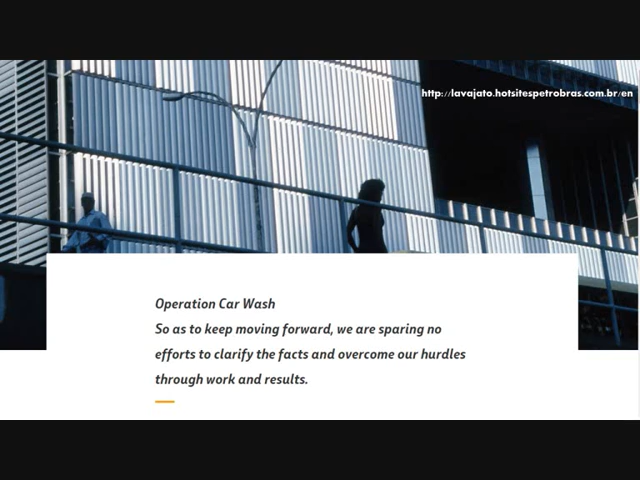 http://lavajato.hotsitespetrobras.com.br/en
Operation Car Wash
So as to keep moving forward, we are sparing no
efforts to clarify the facts and overcome our hurdles
through work and results.